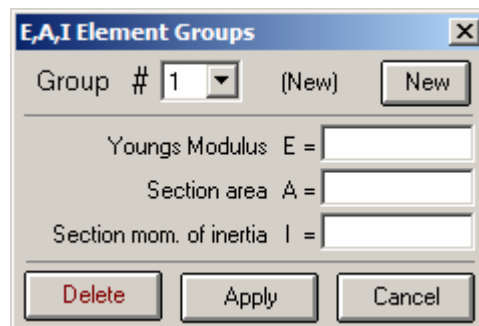 E,A,I Element Groups
Group # 1 (New) New
Youngs Modulus E =
Section area A =
Section mom. of inertia I =
Delete Apply Cancel